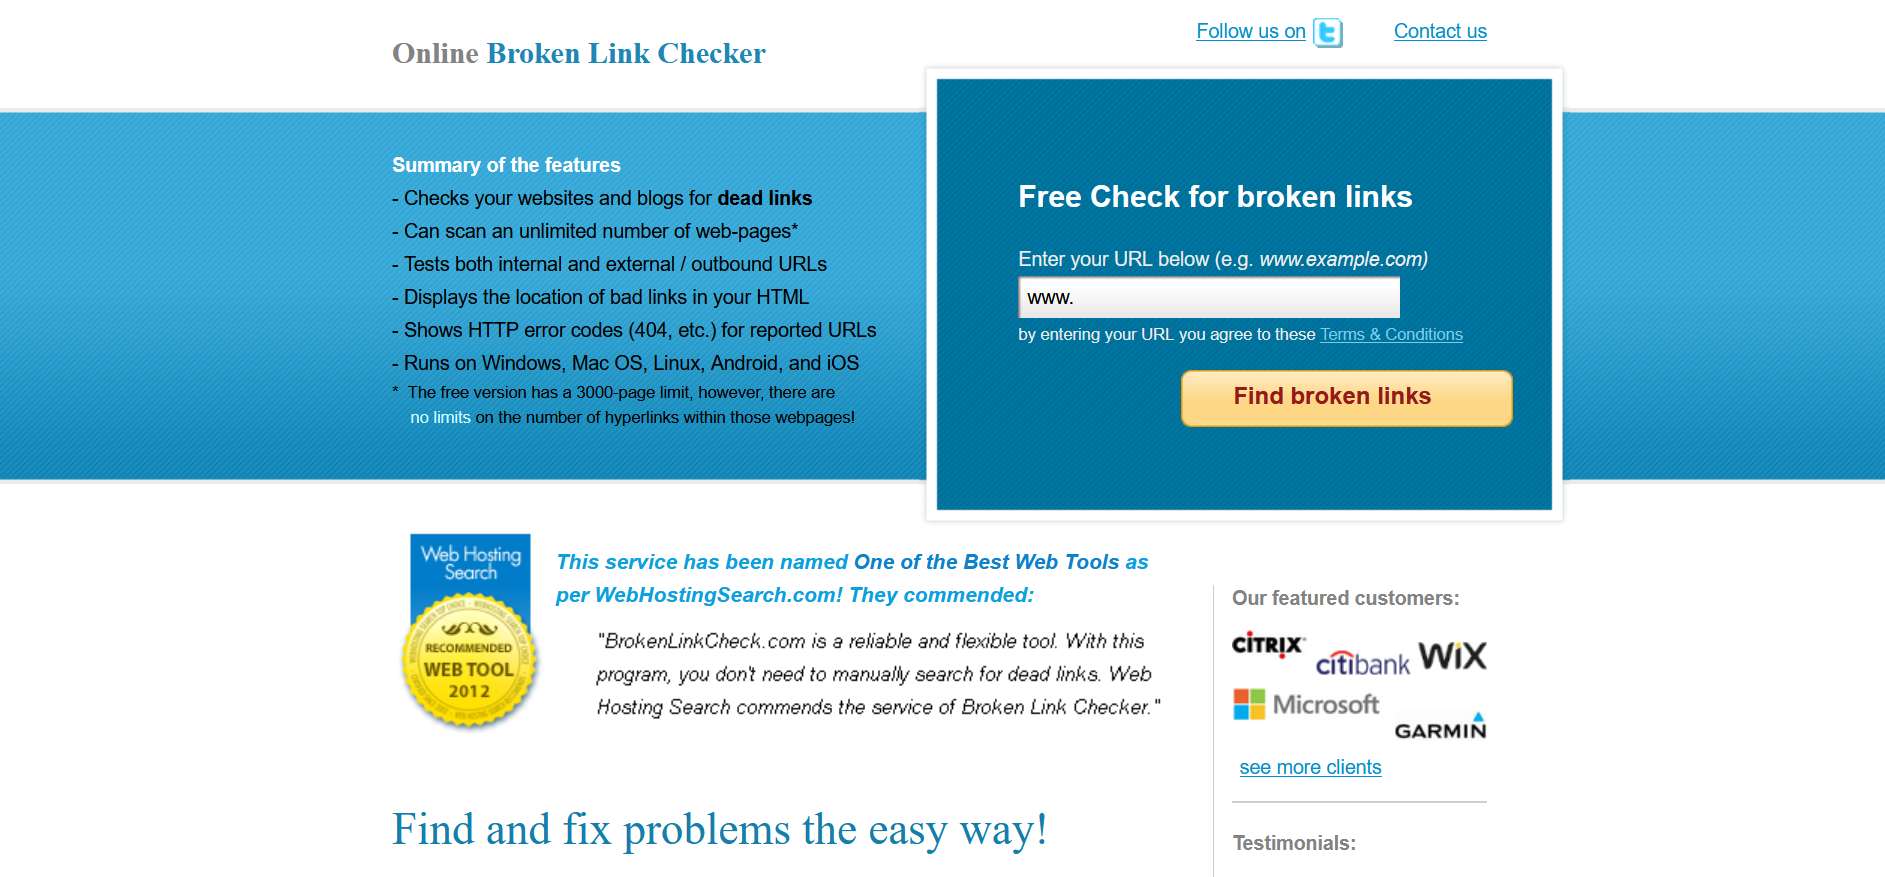 Online Broken Link Checker
Follow us on
Contact us
Summary of the features
- Checks your websites and blogs for dead links
- Can scan an unlimited number of web-pages*
- Tests both internal and external / outbound URLs
- Displays the location of bad links in your HTML
- Shows HTTP error codes (404, etc.) for reported URLs
- Runs on Windows, Mac OS, Linux, Android, and iOS
* The free version has a 3000-page limit, however, there are
no limits on the number of hyperlinks within those webpages!
Free Check for broken links
Enter your URL below (e.g. www.example.com)
www.
by entering your URL you agree to these Terms & Conditions
Find broken links
Web Hosting
Search
RECOMMENDED
WEB TOOL
2012
This service has been named One of the Best Web Tools as
per WebHostingSearch.com! They commended:
"BrokenLinkCheck.com is a reliable and flexible tool. With this
program, you don't need to manually search for dead links. Web
Hosting Search commends the service of Broken Link Checker."
Find and fix problems the easy way!
Our featured customers:
CITRIX
citibank
WIX
Microsoft
GARMIN
see more clients
Testimonials: